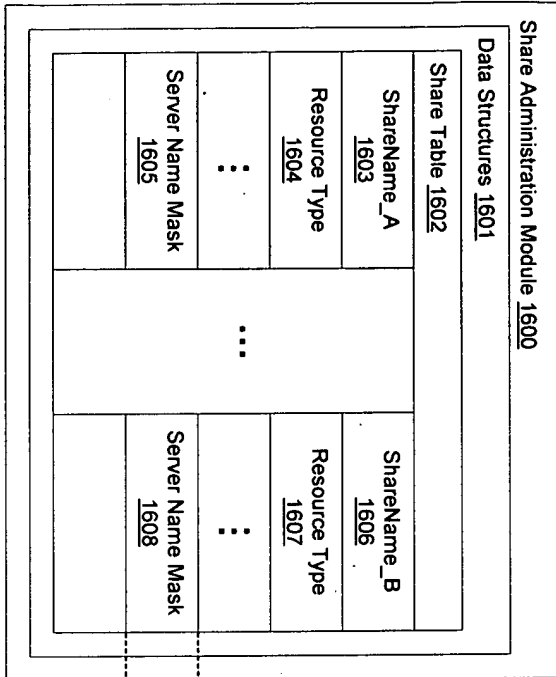 Share Administration Module 1600
Data Structures 1601
Share Table 1602
ShareName_A
1603
Resource Type
1604
...
Server Name Mask
1605
...
ShareName_B
1606
Resource Type
1607
...
Server Name Mask
1608